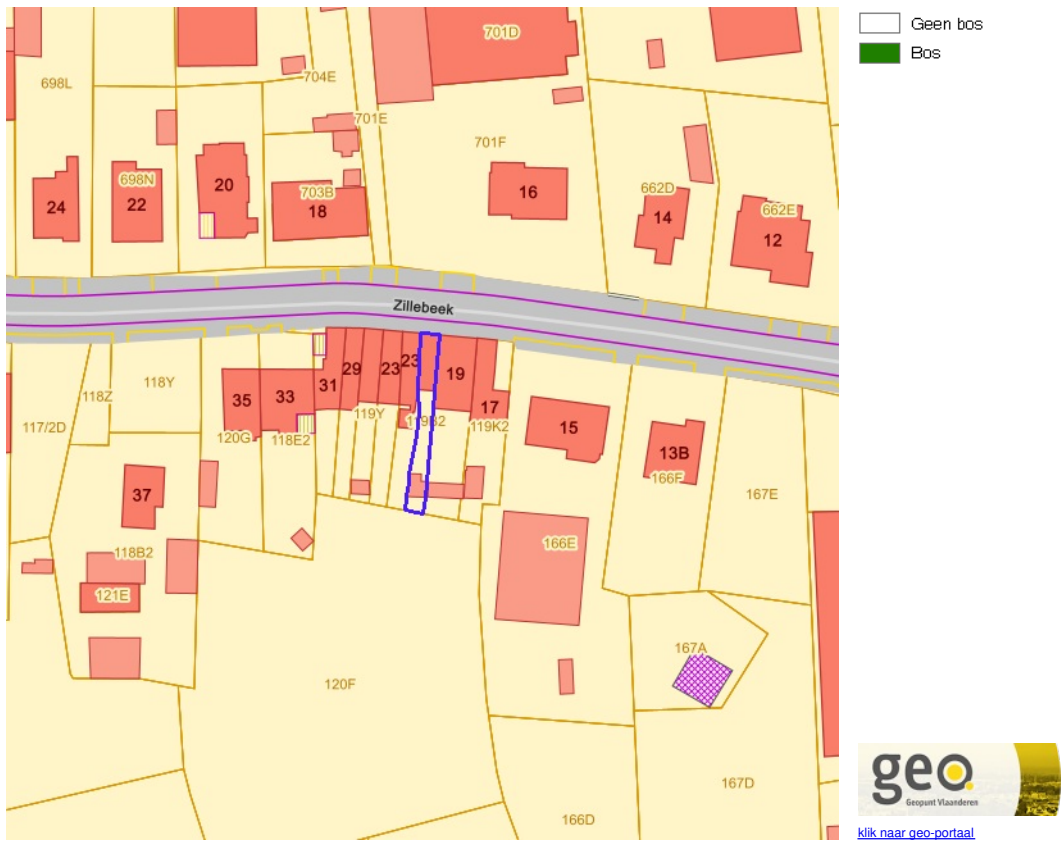 701D
Geen bos
Bos
704E
698L
701E
701F
698N
20
24
22
703B
18
16
662D
14
662E
12
Zillebeek
118Y
118Z
35
33
31
29
23
23
19
17
119Y
119K2
117/2D
120G
118E2
15
13B
166F
167E
37
118B2
121E
166E
167A
120F
167D
166D
geo.
Geopunt Vlaanderen
klik naar geo-portaal